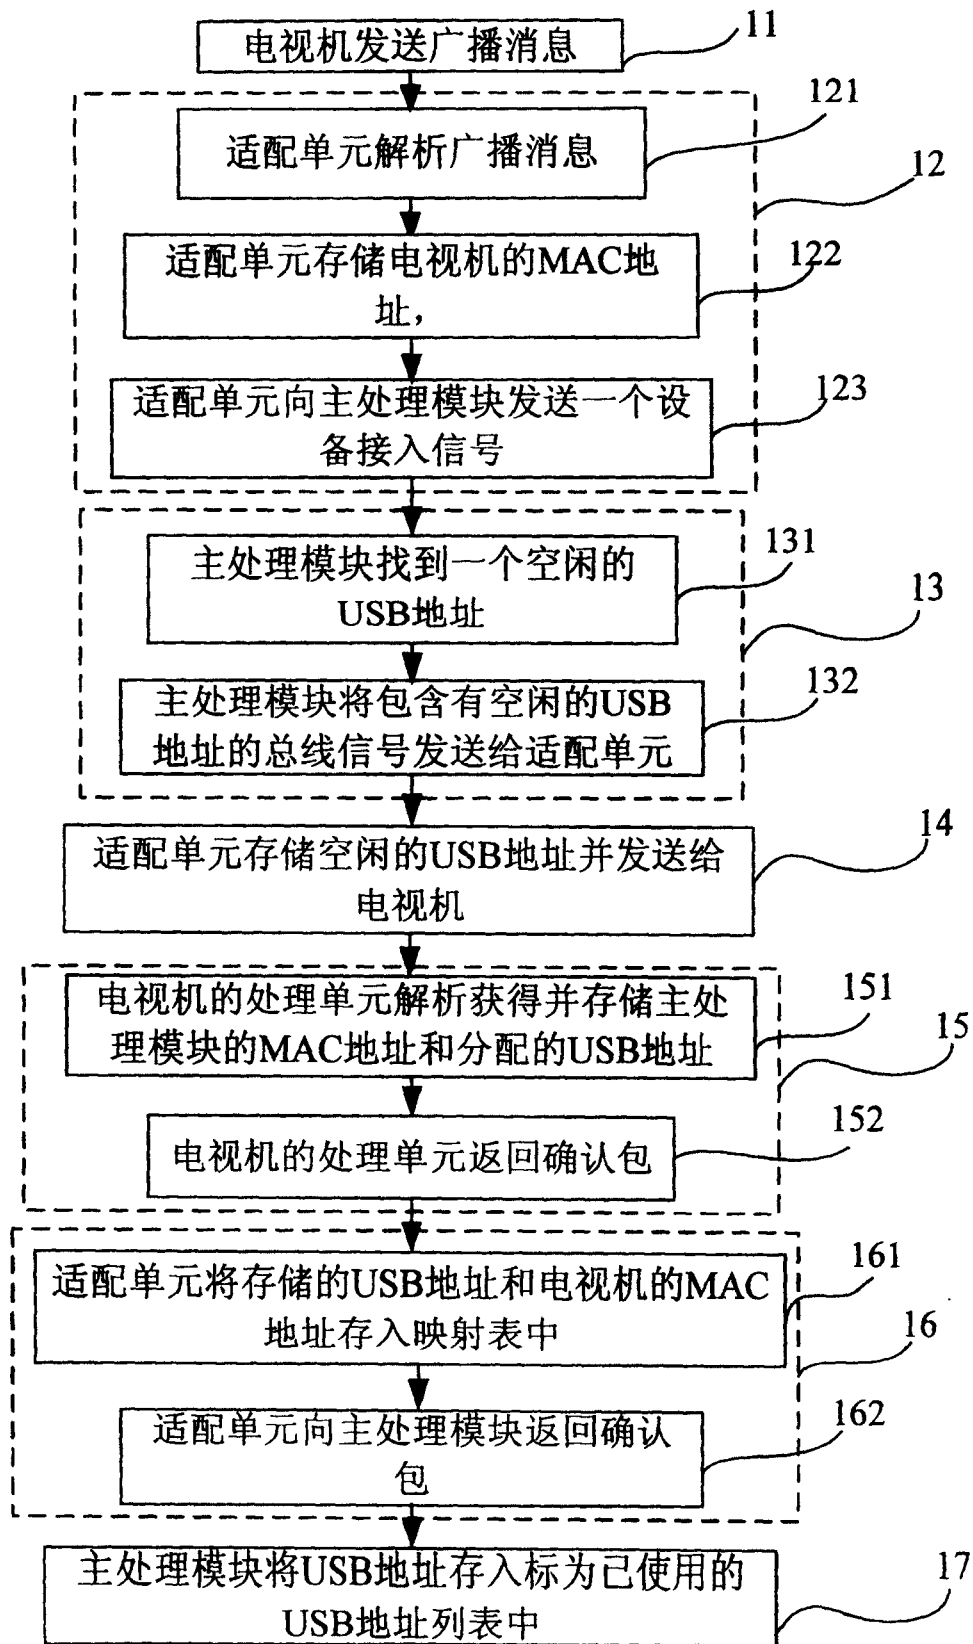 电视机发送广播消息
11
适配单元解析广播消息
121
12
适配单元存储电视机的MAC地
址，
122
适配单元向主处理模块发送一个设
备接入信号
123
主处理模块找到一个空闲的
USB地址
131
13
主处理模块将包含有空闲的USB
地址的总线信号发送给适配单元
132
适配单元存储空闲的USB地址并发送给
电视机
14
电视机的处理单元解析获得并存储主处
理模块的MAC地址和分配的USB地址
151
15
电视机的处理单元返回确认包
152
适配单元将存储的USB地址和电视机的MAC
地址存入映射表中
161
16
适配单元向主处理模块返回确认
包
162
主处理模块将USB地址存入标为已使用的
USB地址列表中
17